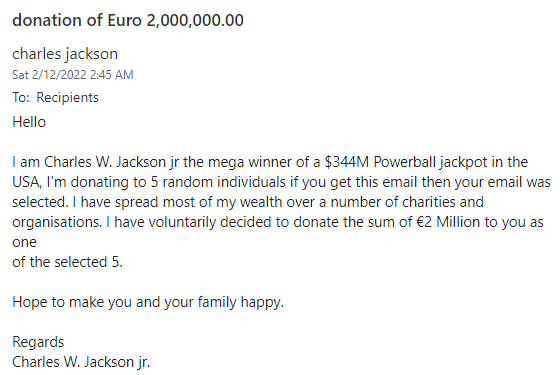 donation of Euro 2,000,000.00
charles jackson
Sat 2/12/2022 2:45 AM
To: Recipients
Hello
I am Charles W. Jackson jr the mega winner of a $344M Powerball jackpot in the
USA, I'm donating to 5 random individuals if you get this email then your email was
selected. I have spread most of my wealth over a number of charities and
organisations. I have voluntarily decided to donate the sum of €2 Million to you as
one
of the selected 5.
Hope to make you and your family happy.
Regards
Charles W. Jackson jr.